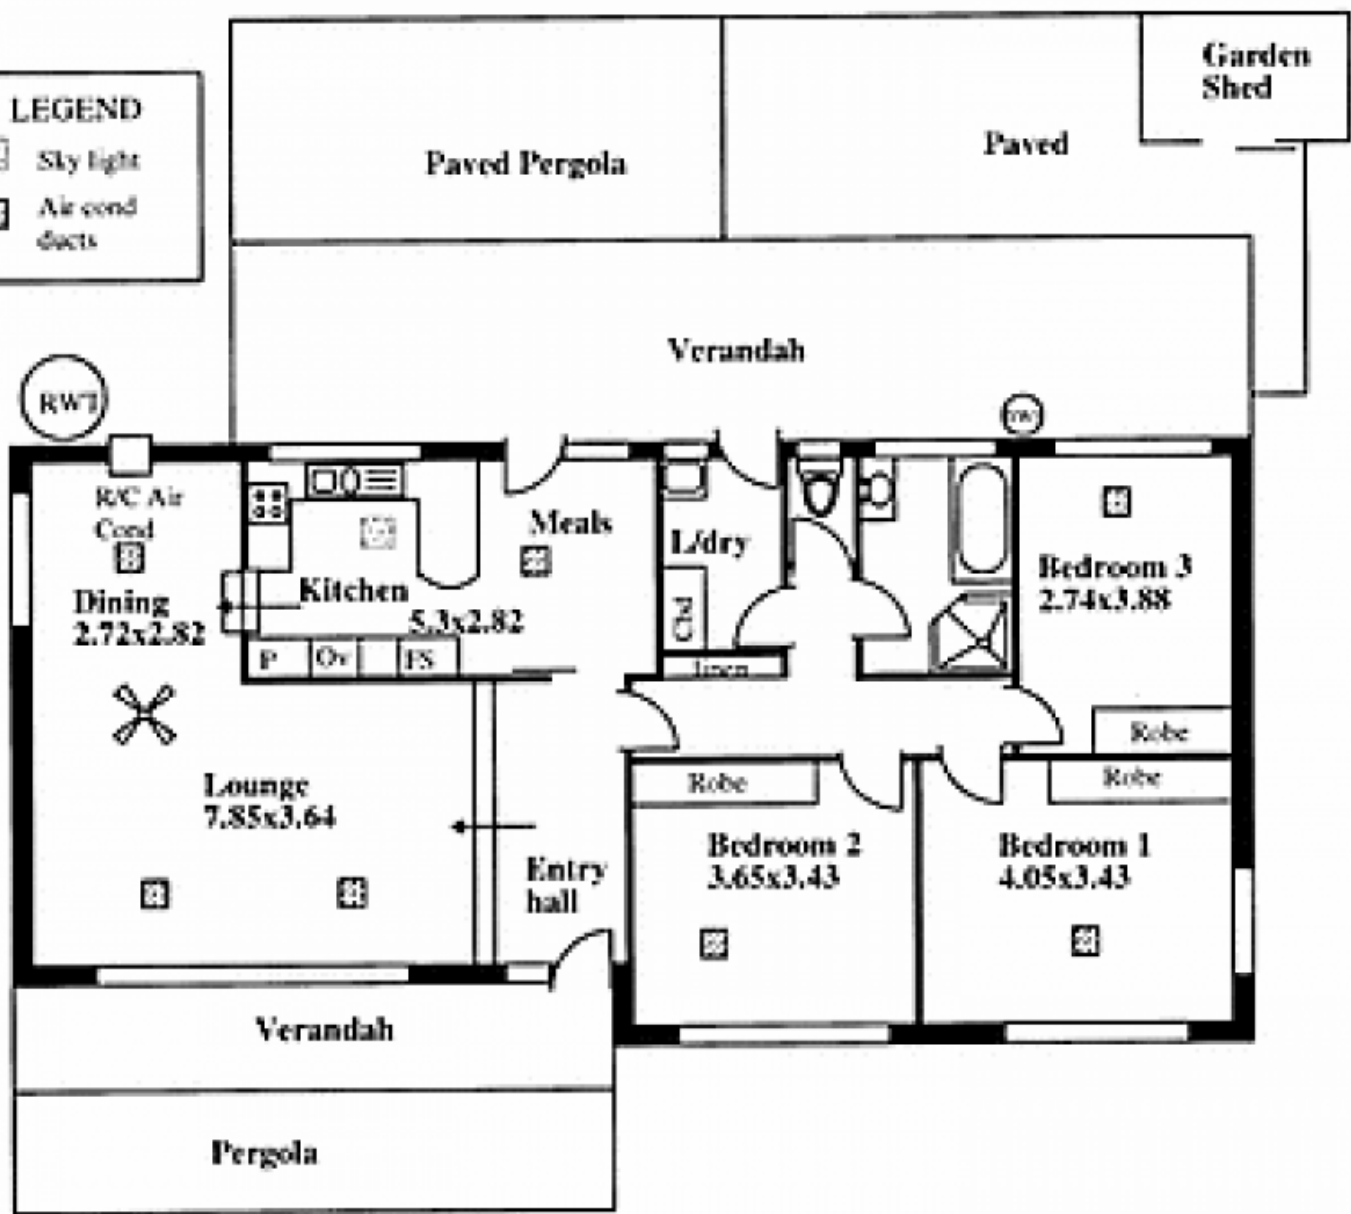 Garden
Shed
LEGEND
Sky light
Air cond
ducts
Paved Pergola
Paved
Verandah
RWT
R/C Air
Cond
Meals
L/dry
Kitchen
5.3x2.82
Dining
2.72x2.82
Bedroom 3
2.74x3.88
P
Ov
FS
Cbd
linen
Robe
Robe
Robe
Lounge
7.85x3.64
Entry
hall
Bedroom 2
3.65x3.43
Bedroom 1
4.05x3.43
Verandah
Pergola